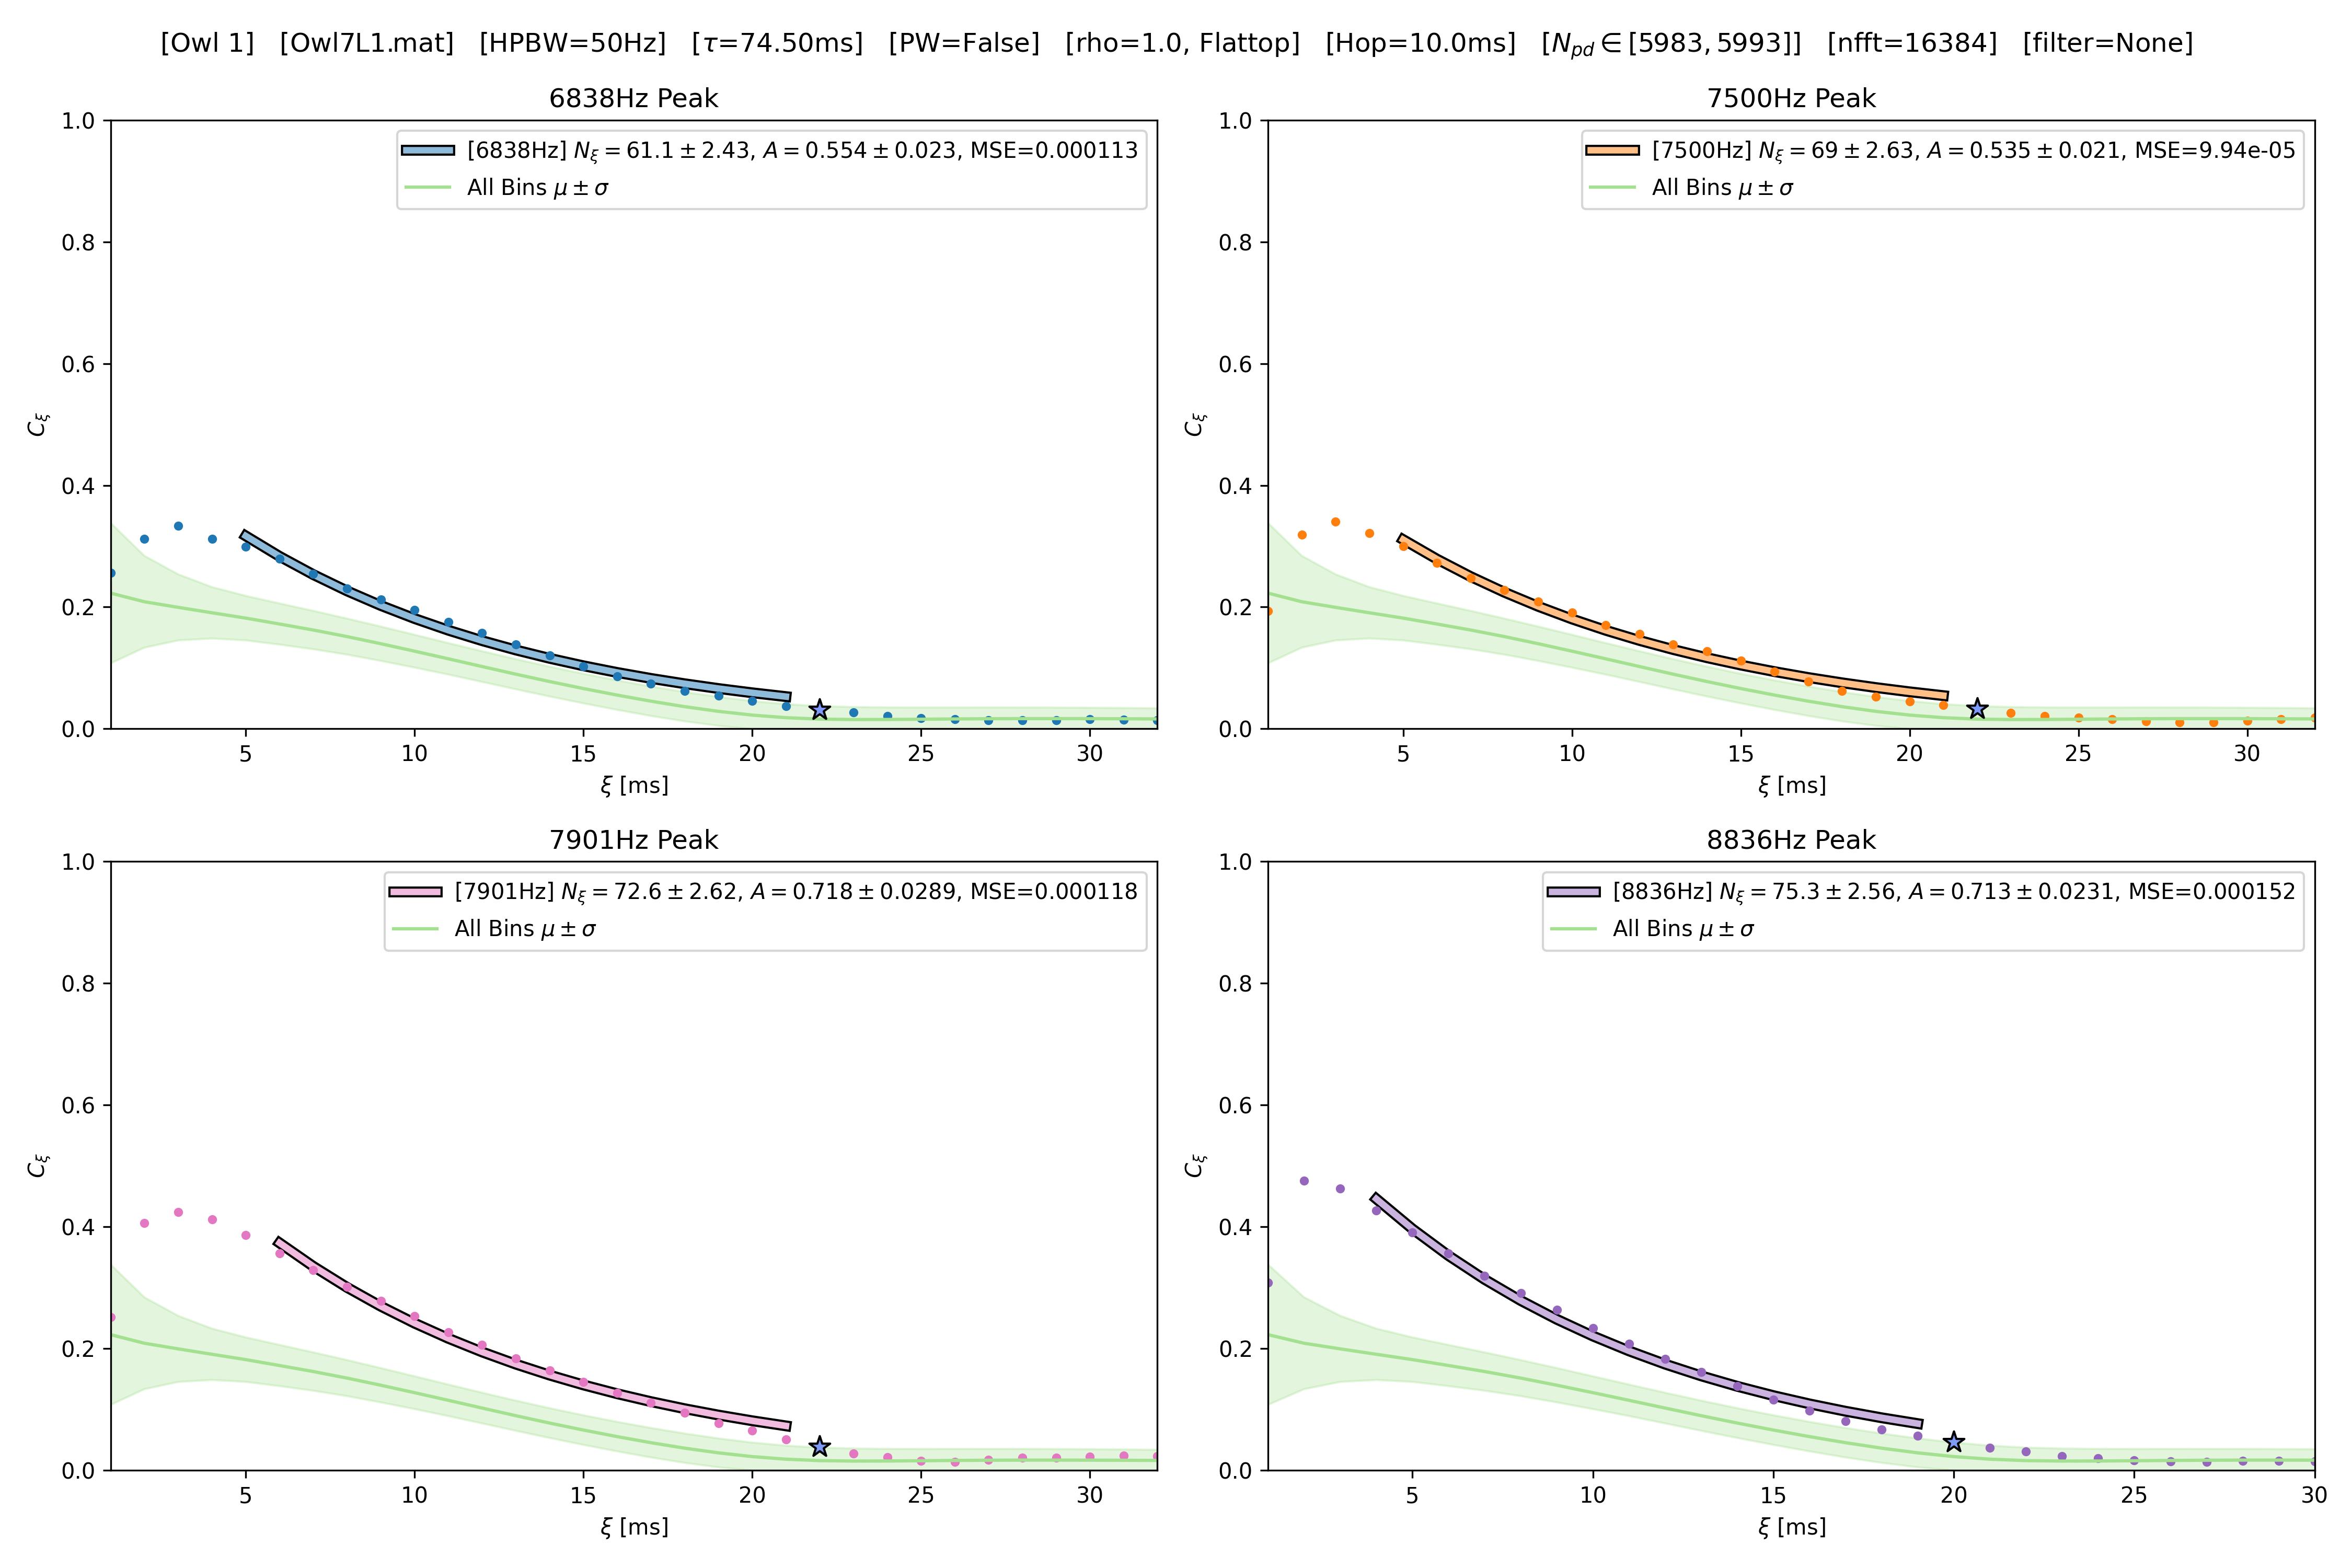 [Owl 1] [Owl7L1.mat] [HPBW=50Hz] [τ=74.50ms] [PW=False] [rho=1.0, Flattop] [Hop=10.0ms] [N_pd ∈ [5983, 5993]] [nfft=16384] [filter=None]
6838Hz Peak
[6838Hz] N_ξ = 61.1 ± 2.43, A = 0.554 ± 0.023, MSE=0.000113
All Bins μ ± σ
1.0
0.8
0.6
0.4
0.2
0.0
C_ξ
5 10 15 20 25 30
ξ [ms]
7500Hz Peak
[7500Hz] N_ξ = 69 ± 2.63, A = 0.535 ± 0.021, MSE=9.94e-05
All Bins μ ± σ
1.0
0.8
0.6
0.4
0.2
0.0
C_ξ
5 10 15 20 25 30
ξ [ms]
7901Hz Peak
[7901Hz] N_ξ = 72.6 ± 2.62, A = 0.718 ± 0.0289, MSE=0.000118
All Bins μ ± σ
1.0
0.8
0.6
0.4
0.2
0.0
C_ξ
5 10 15 20 25 30
ξ [ms]
8836Hz Peak
[8836Hz] N_ξ = 75.3 ± 2.56, A = 0.713 ± 0.0231, MSE=0.000152
All Bins μ ± σ
1.0
0.8
0.6
0.4
0.2
0.0
C_ξ
5 10 15 20 25 30
ξ [ms]